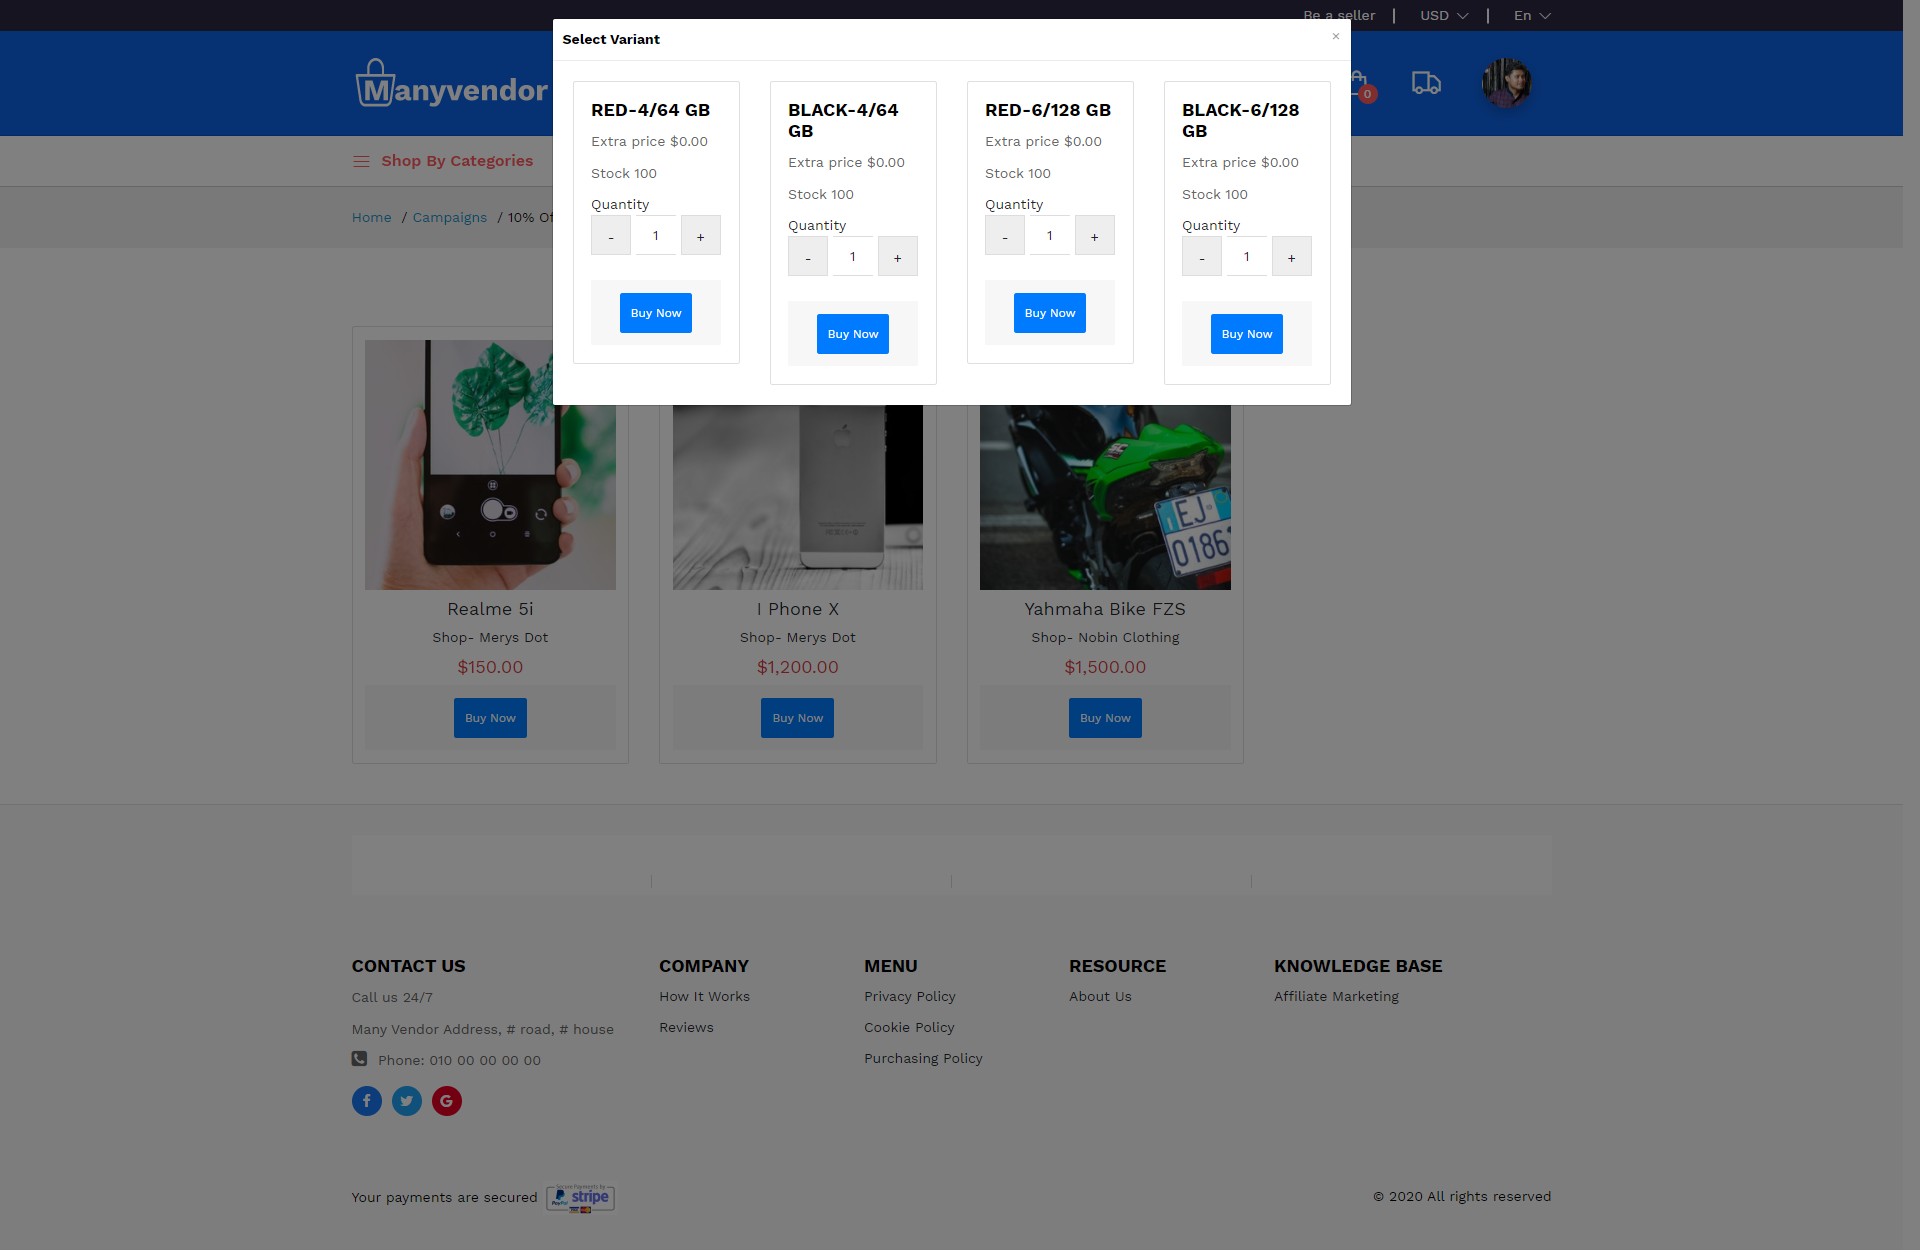 Be a seller
USD
En
Select Variant
×
Manyvendor
0
RED-4/64 GB
Extra price $0.00
Stock 100
Quantity
- 1 +
Buy Now
BLACK-4/64
GB
Extra price $0.00
Stock 100
Quantity
- 1 +
Buy Now
RED-6/128 GB
Extra price $0.00
Stock 100
Quantity
- 1 +
Buy Now
BLACK-6/128
GB
Extra price $0.00
Stock 100
Quantity
- 1 +
Buy Now
Shop By Categories
Home / Campaigns / 10% Of
EJ
0186
Realme 5i
Shop- Merys Dot
$150.00
Buy Now
I Phone X
Shop- Merys Dot
$1,200.00
Buy Now
Yahmaha Bike FZS
Shop- Nobin Clothing
$1,500.00
Buy Now
CONTACT US
Call us 24/7
Many Vendor Address, # road, # house
Phone: 010 00 00 00 00
COMPANY
How It Works
Reviews
MENU
Privacy Policy
Cookie Policy
Purchasing Policy
RESOURCE
About Us
KNOWLEDGE BASE
Affiliate Marketing
Your payments are secured
Secure Payments by
PayPal stripe
© 2020 All rights reserved